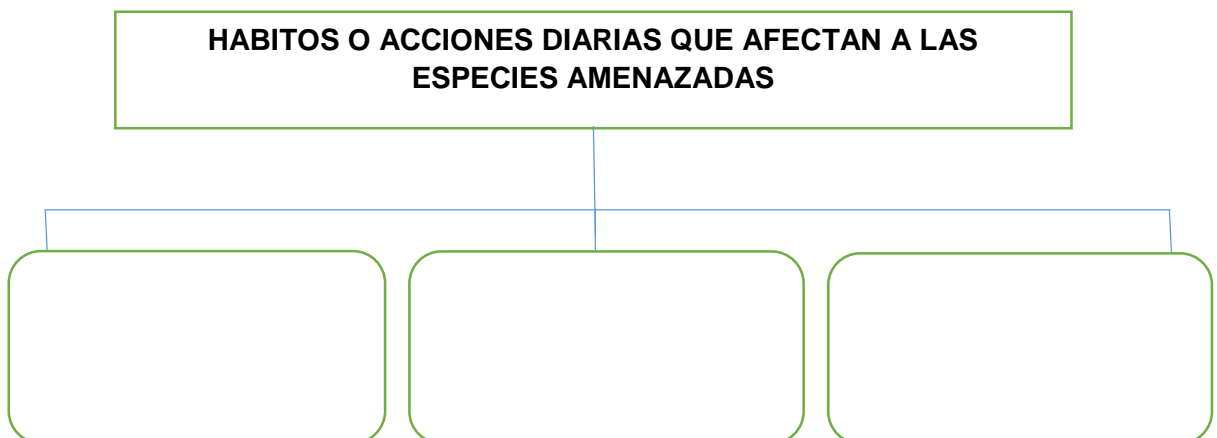 HABITOS O ACCIONES DIARIAS QUE AFECTAN A LAS
ESPECIES AMENAZADAS